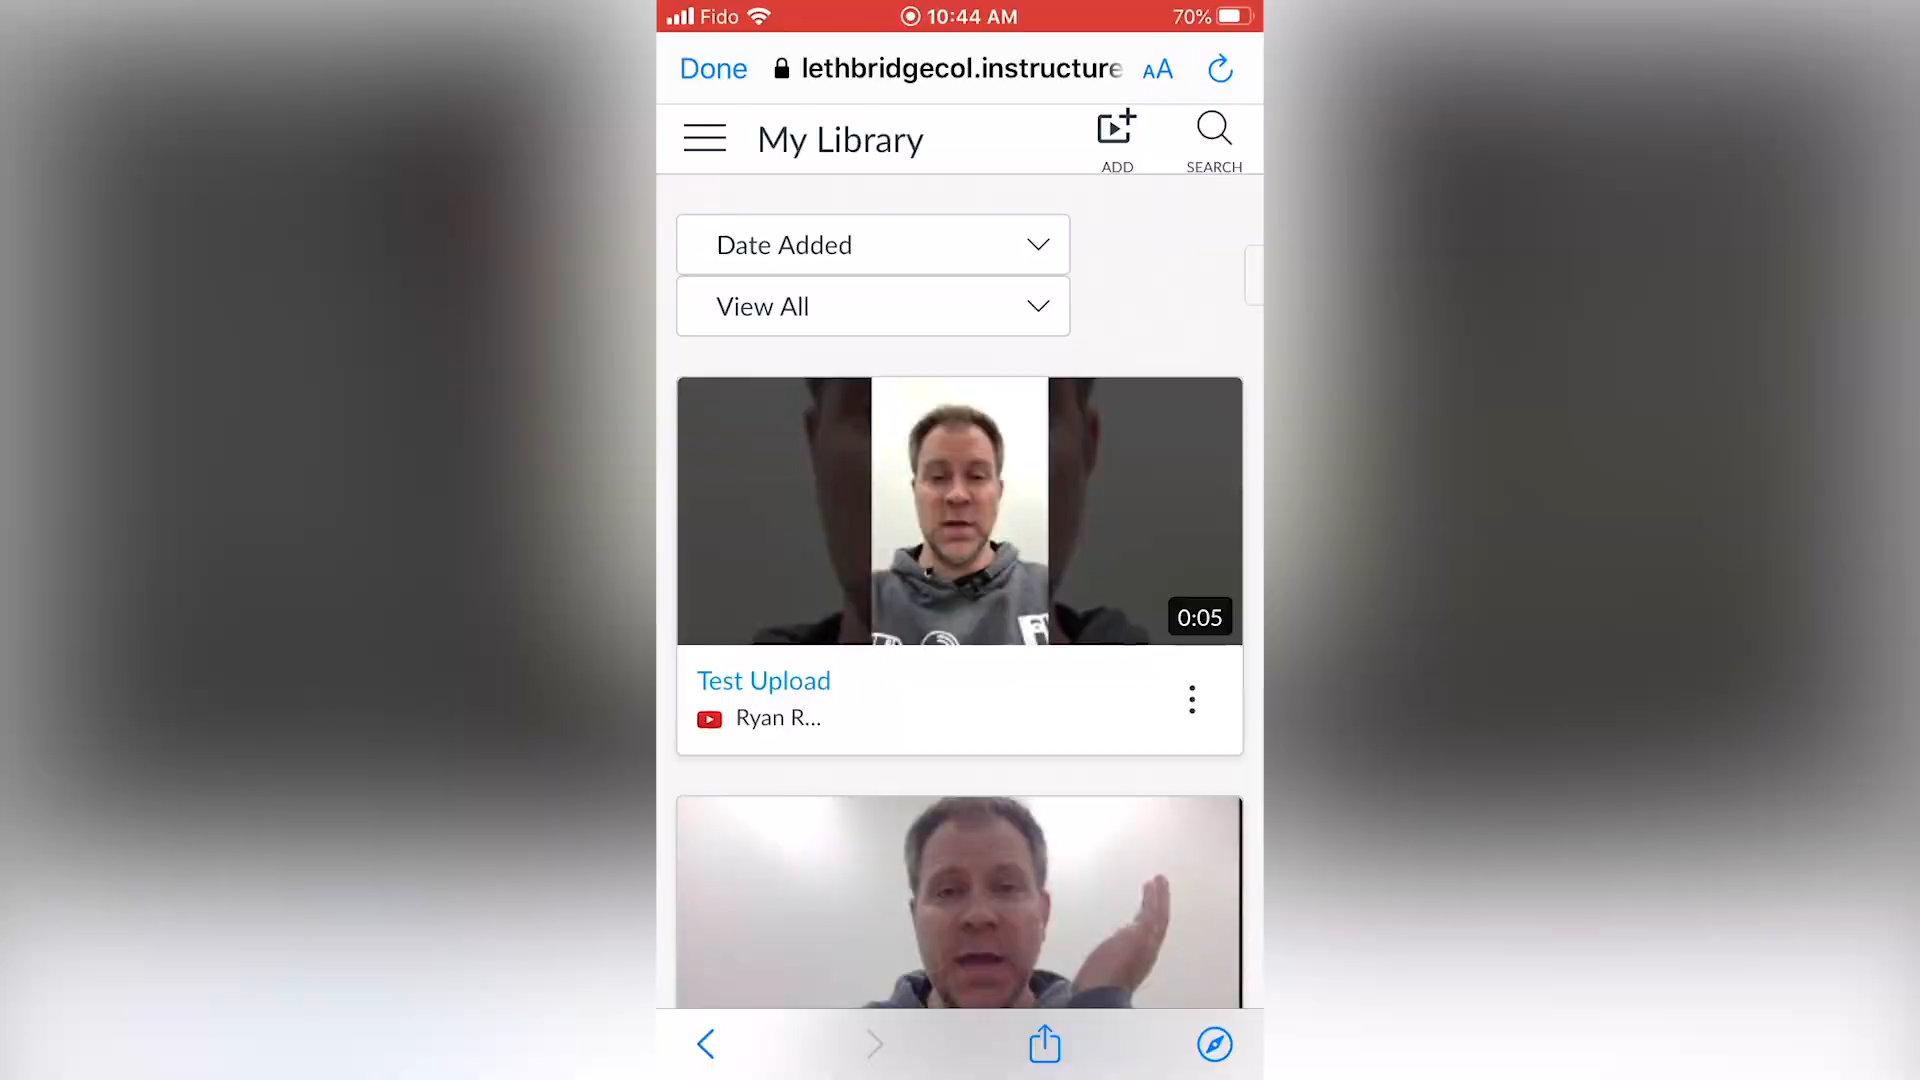 Fido 10:44 AM 70%
Done lethbridgecol.instructure AA
My Library
ADD
SEARCH
Date Added
View All
0:05
Test Upload
Ryan R...